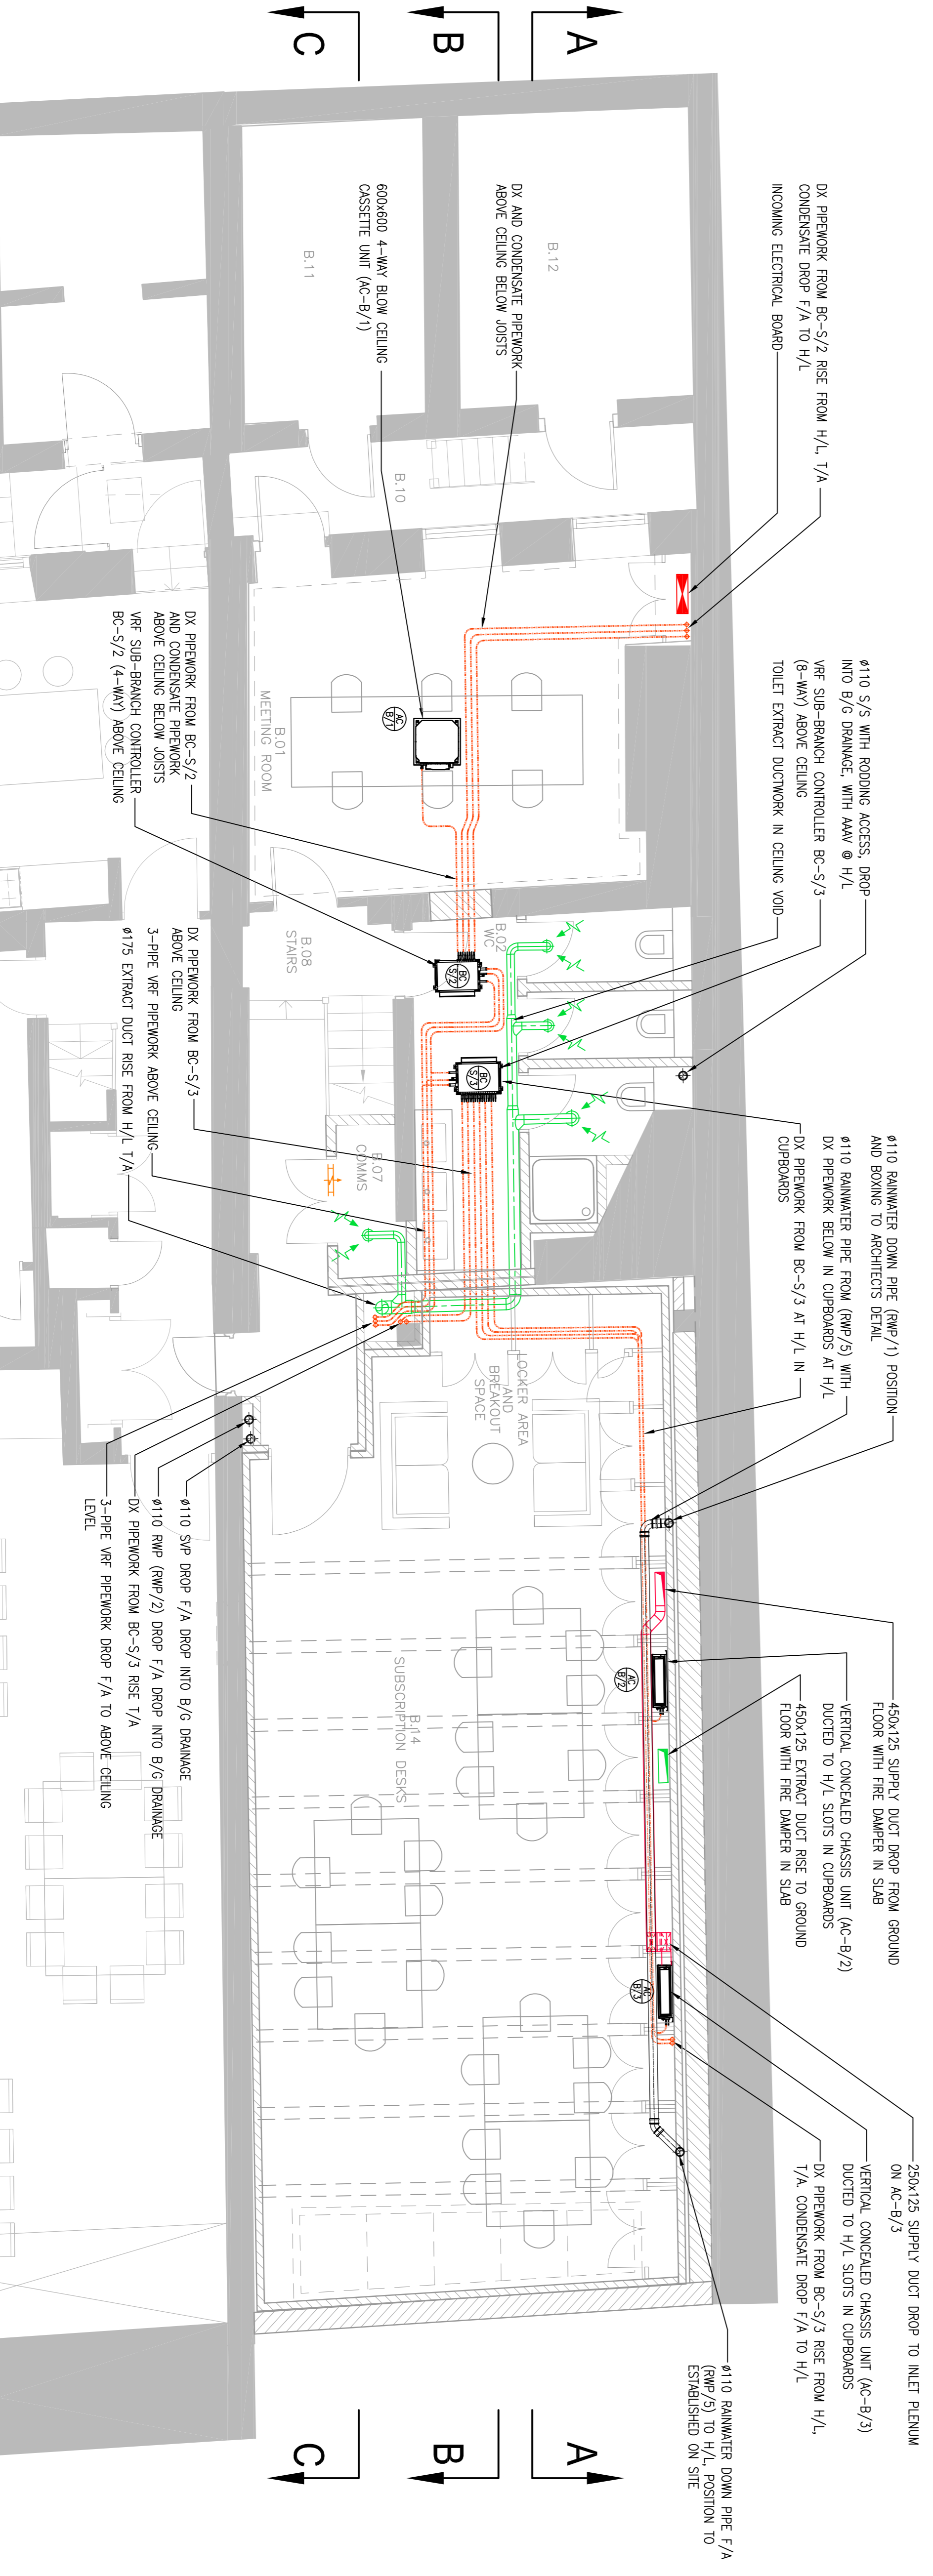 A
B
C
DX PIPEWORK FROM BC-S/2 RISE FROM H/L, T/A
CONDENSATE DROP F/A TO H/L
INCOMING ELECTRICAL BOARD
DX AND CONDENSATE PIPEWORK
ABOVE CEILING BELOW JOISTS
600x600 4-WAY BLOW CEILING
CASSETTE UNIT (AC-B/1)
B.12
B.11
B.10
Ø110 S/S WITH RODDING ACCESS, DROP
INTO B/G DRAINAGE, WITH AAAV @ H/L
VRF SUB-BRANCH CONTROLLER BC-S/3
(8-WAY) ABOVE CEILING
TOILET EXTRACT DUCTWORK IN CEILING VOID
AC
B/1
B.01
MEETING ROOM
DX PIPEWORK FROM BC-S/2
AND CONDENSATE PIPEWORK
ABOVE CEILING BELOW JOISTS
VRF SUB-BRANCH CONTROLLER
BC-S/2 (4-WAY) ABOVE CEILING
B.02
WC
BC
S/2
BC
S/3
B.08
STAIRS
B.07
COMMS
DX PIPEWORK FROM BC-S/3
ABOVE CEILING
3-PIPE VRF PIPEWORK ABOVE CEILING
Ø175 EXTRACT DUCT RISE FROM H/L T/A
Ø110 RAINWATER DOWN PIPE (RWP/1) POSITION
AND BOXING TO ARCHITECTS DETAIL
Ø110 RAINWATER PIPE FROM (RWP/5) WITH
DX PIPEWORK BELOW IN CUPBOARDS AT H/L
DX PIPEWORK FROM BC-S/3 AT H/L IN
CUPBOARDS
LOCKER AREA
AND
BREAKOUT
SPACE
Ø110 SVP DROP F/A DROP INTO B/G DRAINAGE
Ø110 RWP (RWP/2) DROP F/A DROP INTO B/G DRAINAGE
DX PIPEWORK FROM BC-S/3 RISE T/A
3-PIPE VRF PIPEWORK DROP F/A TO ABOVE CEILING
LEVEL
450x125 SUPPLY DUCT DROP FROM GROUND
FLOOR WITH FIRE DAMPER IN SLAB
VERTICAL CONCEALED CHASSIS UNIT (AC-B/2)
DUCTED TO H/L SLOTS IN CUPBOARDS
450x125 EXTRACT DUCT RISE TO GROUND
FLOOR WITH FIRE DAMPER IN SLAB
AC
B/2
B.14
SUBSCRIPTION DESKS
AC
B/3
250x125 SUPPLY DUCT DROP TO INLET PLENUM
ON AC-B/3
VERTICAL CONCEALED CHASSIS UNIT (AC-B/3)
DUCTED TO H/L SLOTS IN CUPBOARDS
DX PIPEWORK FROM BC-S/3 RISE FROM H/L,
T/A. CONDENSATE DROP F/A TO H/L
Ø110 RAINWATER DOWN PIPE F/A
(RWP/5) TO H/L, POSITION TO
ESTABLISHED ON SITE
A
B
C